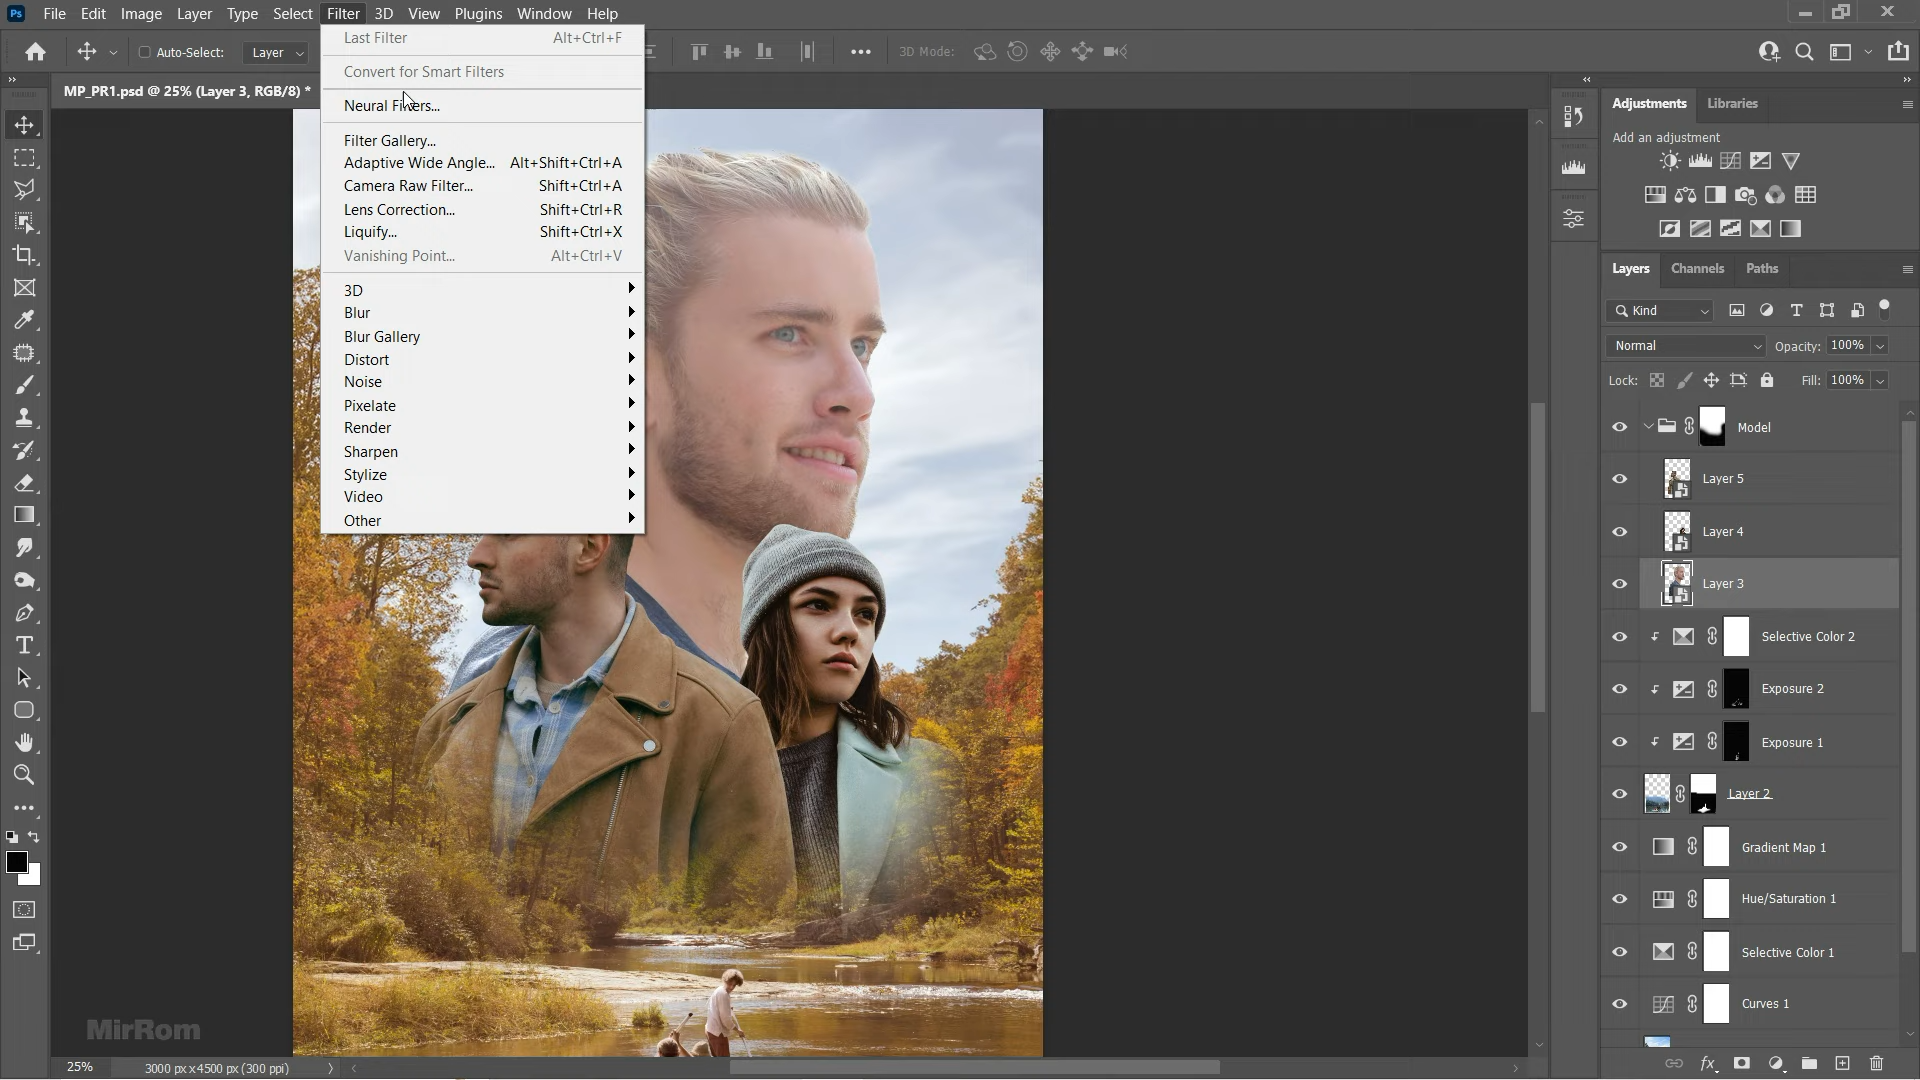 Ps File Edit Image Layer Type Select Filter 3D View Plugins Window Help
Auto-Select: Layer 3D Mode:
MP_PR1.psd @ 25% (Layer 3, RGB/8) *
Last Filter Alt+Ctrl+F
Convert for Smart Filters
Neural Filters...
Filter Gallery...
Adaptive Wide Angle... Alt+Shift+Ctrl+A
Camera Raw Filter... Shift+Ctrl+A
Lens Correction... Shift+Ctrl+R
Liquify... Shift+Ctrl+X
Vanishing Point... Alt+Ctrl+V
3D
Blur
Blur Gallery
Distort
Noise
Pixelate
Render
Sharpen
Stylize
Video
Other
Adjustments Libraries
Add an adjustment
Layers Channels Paths
Kind
Normal Opacity: 100%
Lock: Fill: 100%
Model
Layer 5
Layer 4
Layer 3
Selective Color 2
Exposure 2
Exposure 1
Layer 2
Gradient Map 1
Hue/Saturation 1
Selective Color 1
Curves 1
MirRom
25% 3000 px x 4500 px (300 ppi)